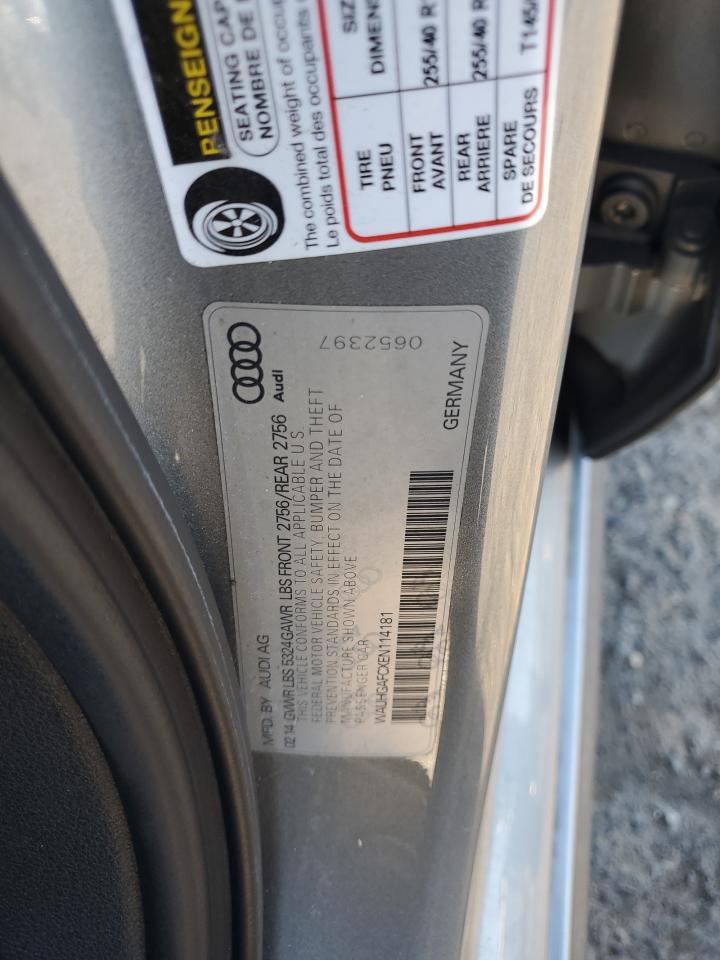 RENSEIGN
SEATING CAP
NOMBRE DE
The combined weight of occup
Le poids total des occupants
TIRE
PNEU
SIZ
DIMEN
FRONT
AVANT
255/40 R
REAR
ARRIERE
255/40 R
SPARE
DE SECOURS
T145/
Audi
0652397
MFD. BY AUDI AG
02 14 GVWR LBS 5324 GAWR LBS FRONT 2756/REAR 2756
THIS VEHICLE CONFORMS TO ALL APPLICABLE U S
FEDERAL MOTOR VEHICLE SAFETY, BUMPER AND THEFT
PREVENTION STANDARDS IN EFFECT ON THE DATE OF
MANUFACTURE SHOWN ABOVE
PASSENGER CAR
WAUHGAFCXEN114181
GERMANY